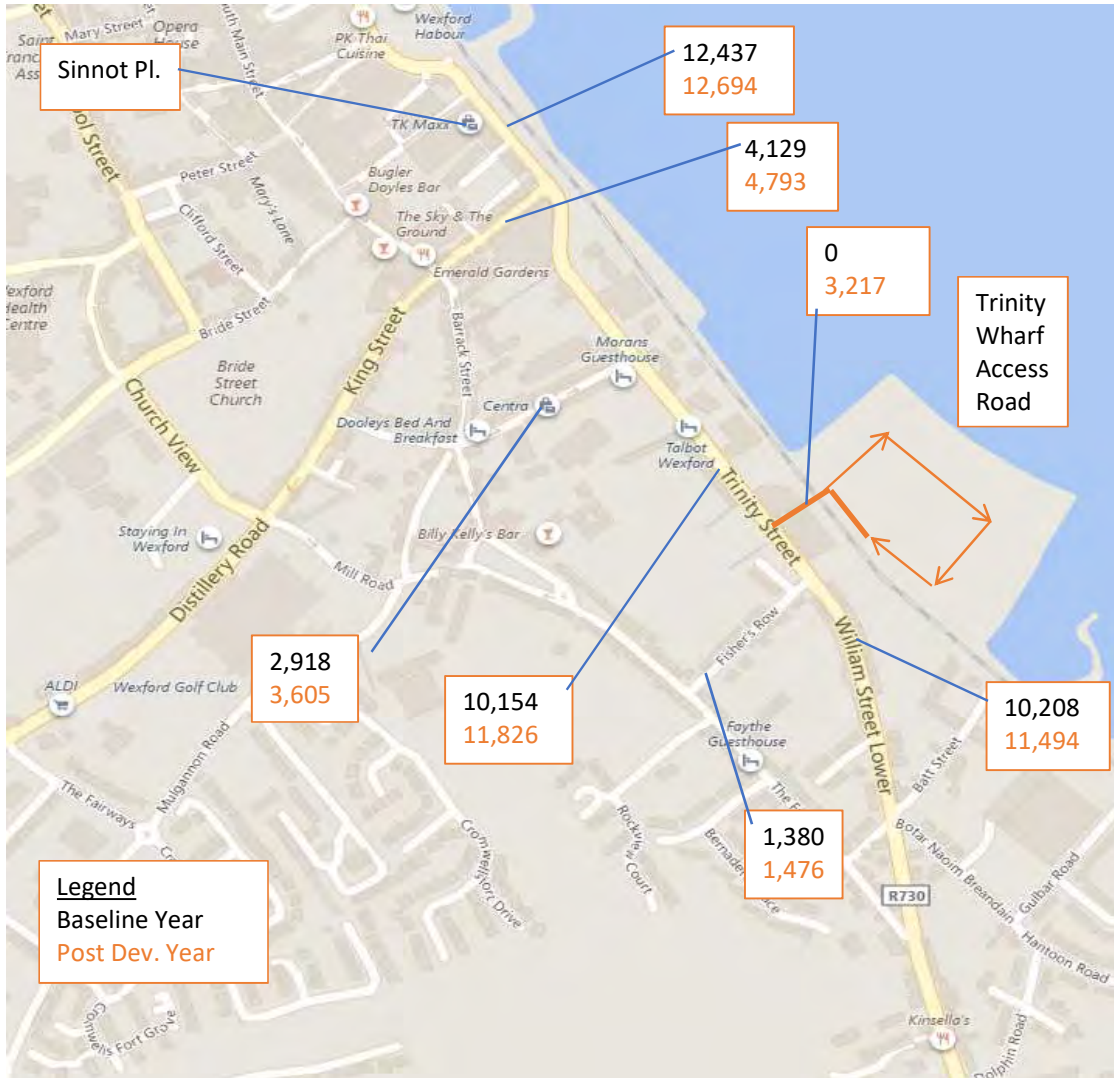 Wexford
Harbour
Mary Street
Opera
House
South Main Street
PK Thai
Cuisine
Saint
Sinnot Pl.
12,437
12,694
TK Maxx
4,129
4,793
Peter Street
Mary's Lane
Clifford Street
Bugler
Doyles Bar
The Sky & The
Ground
Emerald Gardens
0
3,217
Trinity
Wharf
Access
Road
Health
Centre
Bride Street
Bride
Street
Church
Church View
King Street
Barrack Street
Morans
Guesthouse
Centra
Dooleys Bed And
Breakfast
Talbot
Wexford
Trinity Street
Staying In
Wexford
Distillery Road
Billy Kelly's Bar
Mill Road
Fisher's Row
William Street Lower
2,918
3,605
10,154
11,826
10,208
11,494
ALDI
Wexford Golf Club
Mulgannon Road
Faythe
Guesthouse
Batt Street
The Fairways
Rockview Court
1,380
1,476
Cromwellsfort Drive
Botar Naoim Breandain
Gulbar Road
Hantoon Road
R730
Legend
Baseline Year
Post Dev. Year
Cromwells Fort Grove
Kinsella's
Dolphin Road